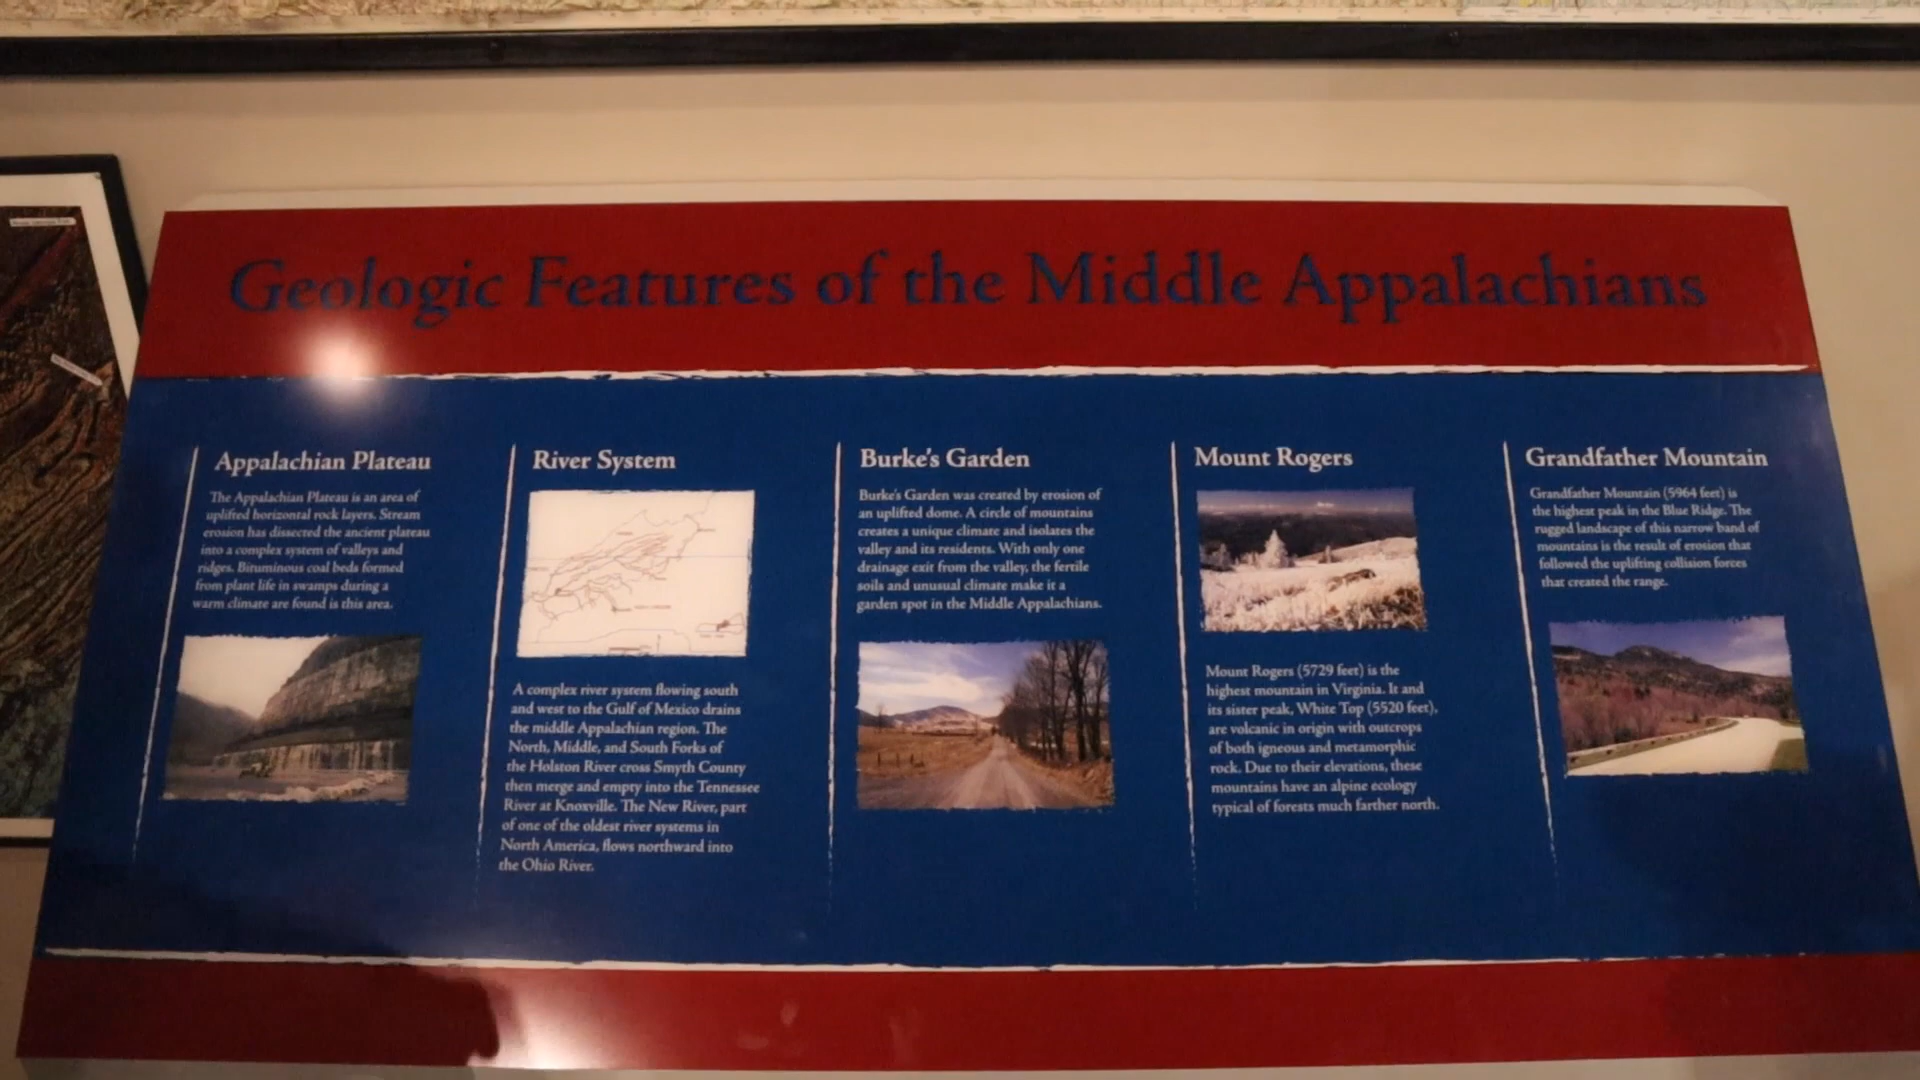 Geologic Features of the Middle Appalachians
Appalachian Plateau
The Appalachian Plateau is an area of
uplifted horizontal rock layers. Stream
erosion has dissected the ancient plateau
into a complex system of valleys and
ridges. Bituminous coal beds formed
from plant life in swamps during a
warm climate are found is this area.
River System
A complex river system flowing south
and west to the Gulf of Mexico drains
the middle Appalachian region. The
North, Middle, and South Forks of
the Holston River cross Smyth County
then merge and empty into the Tennessee
River at Knoxville. The New River, part
of one of the oldest river systems in
North America, flows northward into
the Ohio River.
Burke's Garden
Burke's Garden was created by erosion of
an uplifted dome. A circle of mountains
creates a unique climate and isolates the
valley and its residents. With only one
drainage exit from the valley, the fertile
soils and unusual climate make it a
garden spot in the Middle Appalachians.
Mount Rogers
Mount Rogers (5729 feet) is the
highest mountain in Virginia. It and
its sister peak, White Top (5520 feet),
are volcanic in origin with outcrops
of both igneous and metamorphic
rock. Due to their elevations, these
mountains have an alpine ecology
typical of forests much farther north.
Grandfather Mountain
Grandfather Mountain (5964 feet) is
the highest peak in the Blue Ridge. The
rugged landscape of this narrow band of
mountains is the result of erosion that
followed the uplifting collision forces
that created the range.